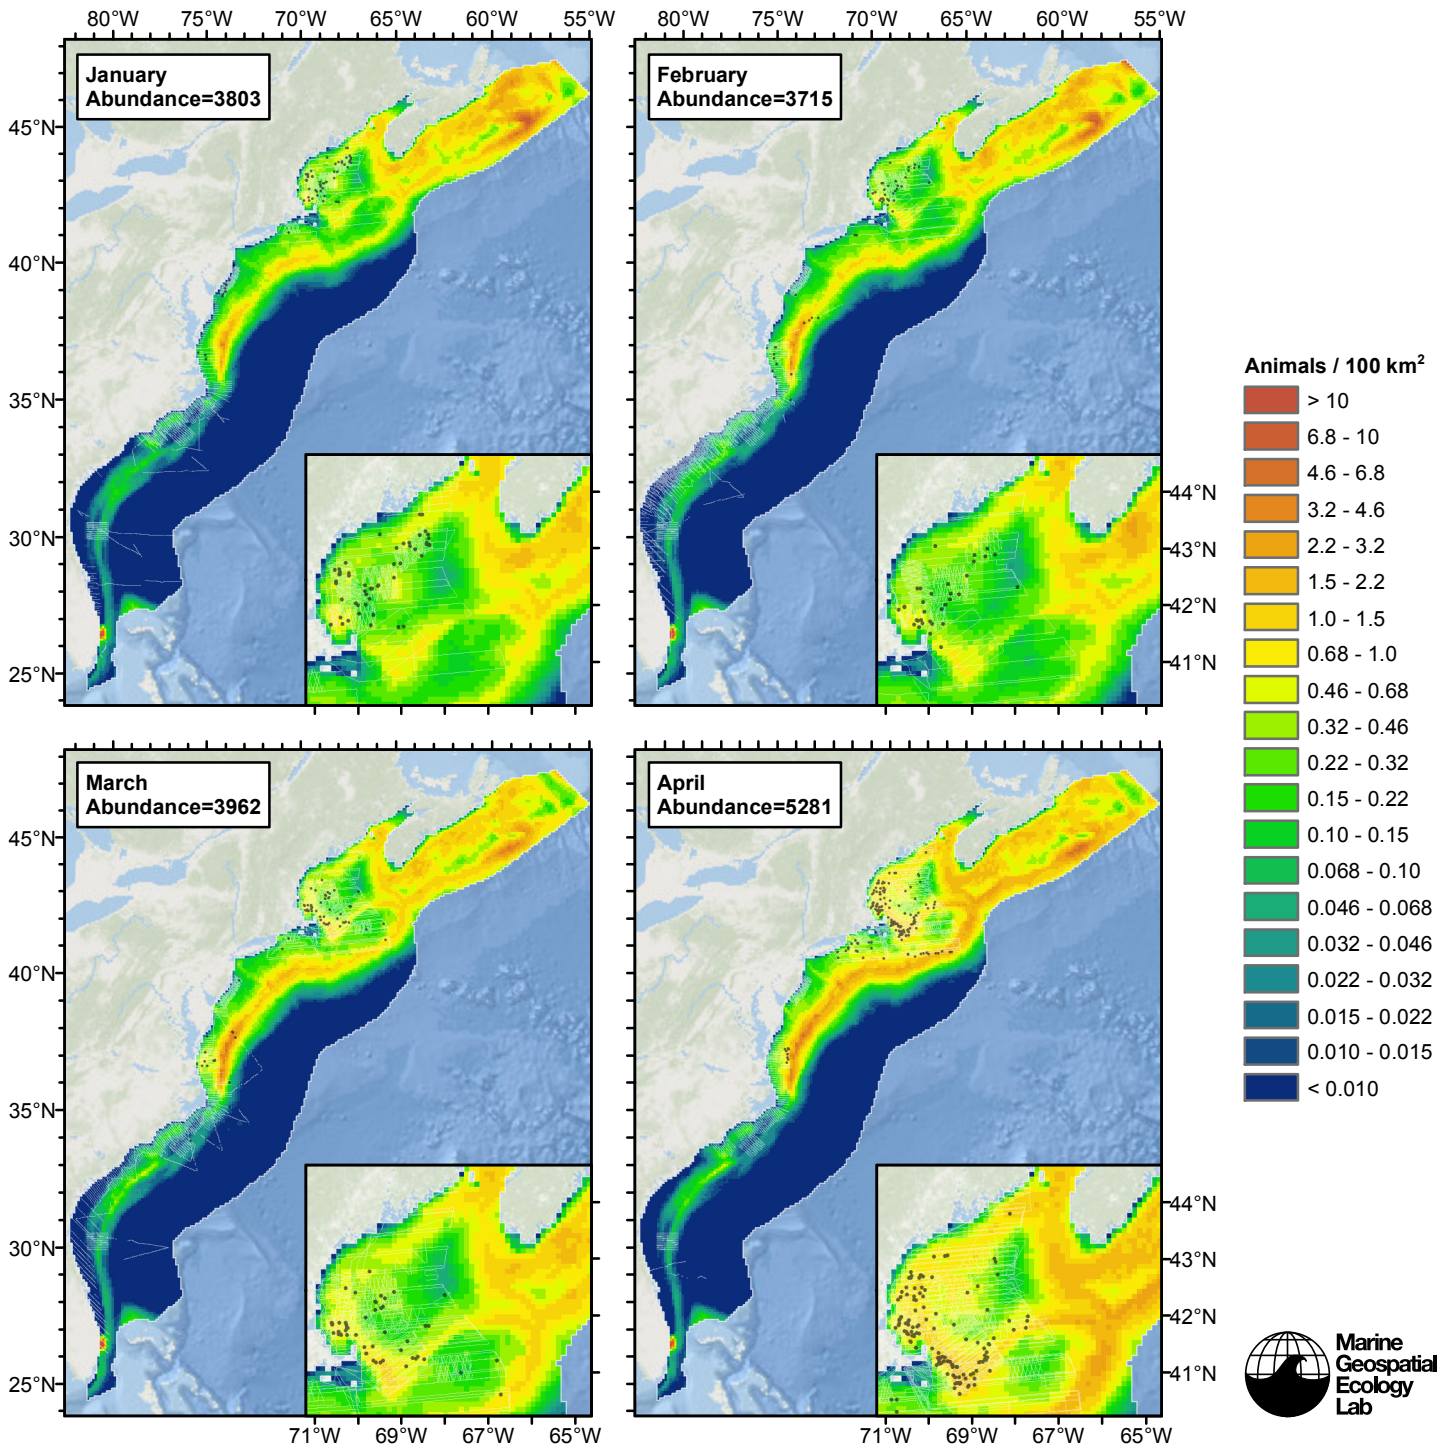 80°W 75°W 70°W 65°W 60°W 55°W
80°W 75°W 70°W 65°W 60°W 55°W
January
Abundance=3803
February
Abundance=3715
45°N
40°N
35°N
30°N
25°N
44°N
43°N
42°N
41°N
March
Abundance=3962
April
Abundance=5281
45°N
40°N
35°N
30°N
25°N
44°N
43°N
42°N
41°N
71°W 69°W 67°W 65°W
71°W 69°W 67°W 65°W
Animals / 100 km²
> 10
6.8 - 10
4.6 - 6.8
3.2 - 4.6
2.2 - 3.2
1.5 - 2.2
1.0 - 1.5
0.68 - 1.0
0.46 - 0.68
0.32 - 0.46
0.22 - 0.32
0.15 - 0.22
0.10 - 0.15
0.068 - 0.10
0.046 - 0.068
0.032 - 0.046
0.022 - 0.032
0.015 - 0.022
0.010 - 0.015
< 0.010
Marine
Geospatial
Ecology
Lab